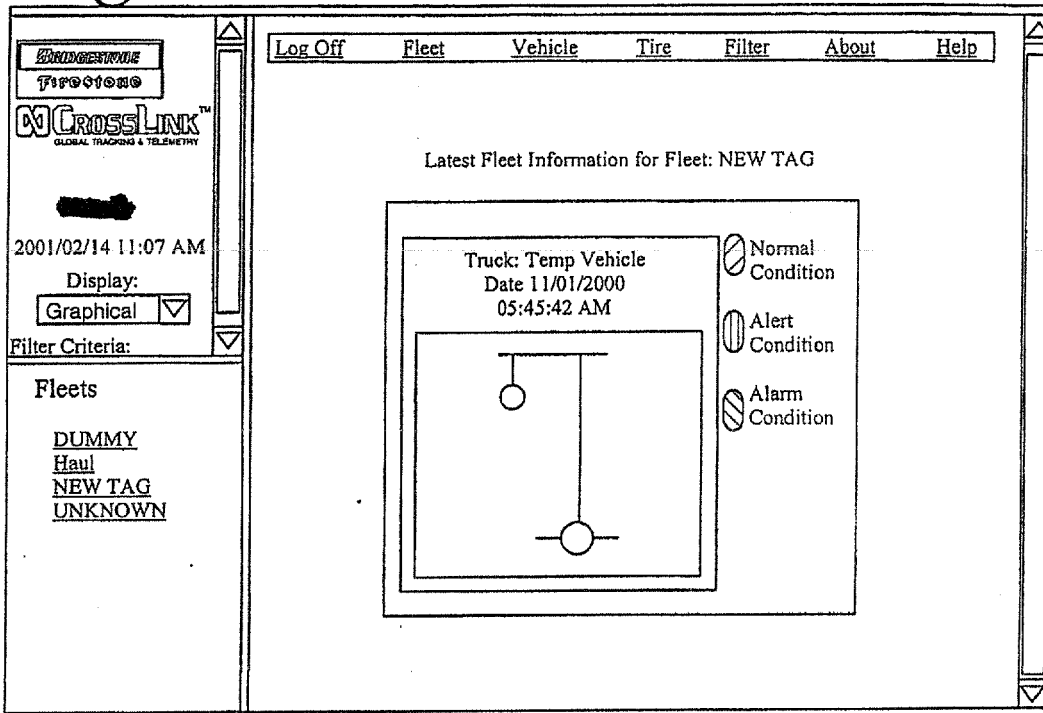 BRIDGESTONE
Firestone
CROSSLINK™
GLOBAL TRACKING & TELEMETRY
2001/02/14 11:07 AM
Display:
Graphical
Filter Criteria:
Fleets
DUMMY
Haul
NEW TAG
UNKNOWN
Log Off Fleet Vehicle Tire Filter About Help
Latest Fleet Information for Fleet: NEW TAG
Truck: Temp Vehicle
Date 11/01/2000
05:45:42 AM
Normal
Condition
Alert
Condition
Alarm
Condition